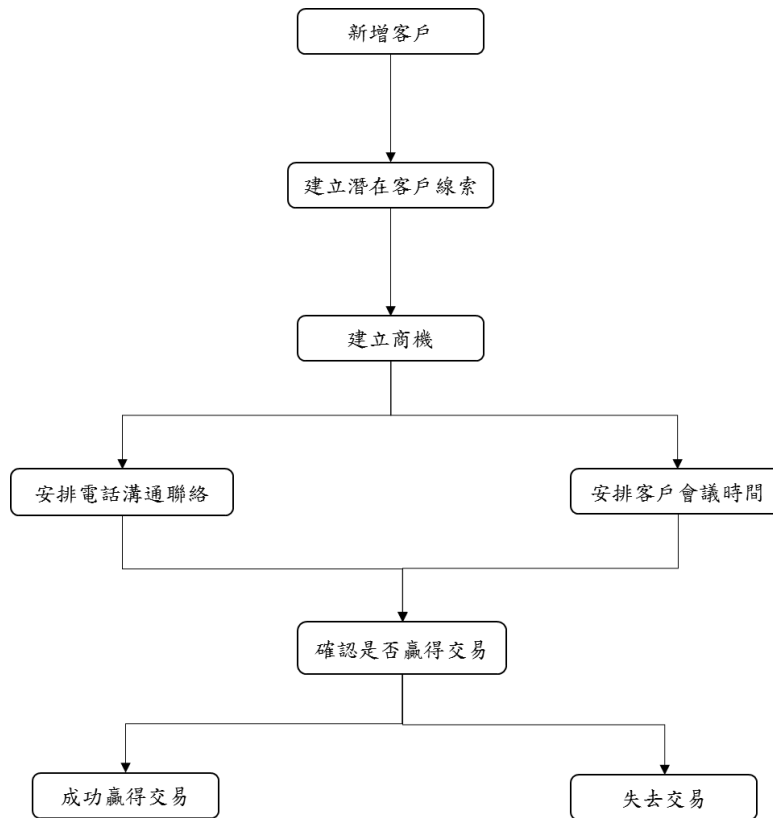 新增客戶
建立潛在客戶線索
建立商機
安排電話溝通聯絡
安排客戶會議時間
確認是否贏得交易
成功贏得交易
失去交易